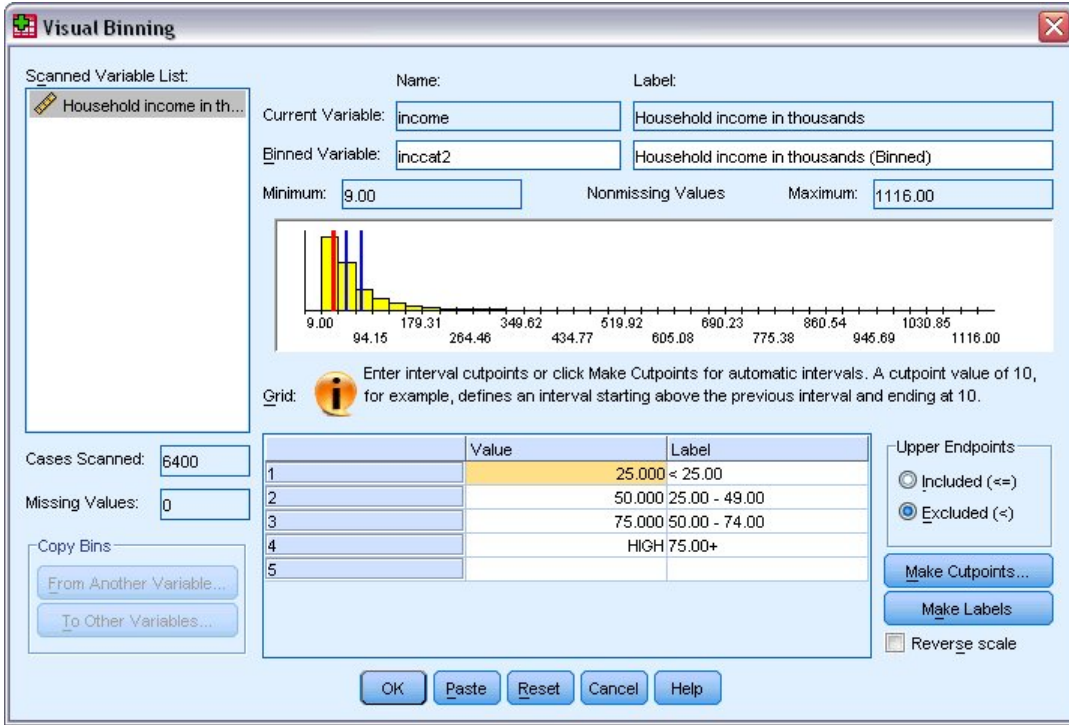 Visual Binning
Scanned Variable List:
Household income in th...
Name:
Label:
Current Variable:
income
Household income in thousands
Binned Variable:
inccat2
Household income in thousands (Binned)
Minimum:
9.00
Nonmissing Values
Maximum:
1116.00
9.00 179.31 349.62 519.92 690.23 860.54 1030.85
94.15 264.46 434.77 605.08 775.38 945.69 1116.00
Grid:
Enter interval cutpoints or click Make Cutpoints for automatic intervals. A cutpoint value of 10,
for example, defines an interval starting above the previous interval and ending at 10.
Cases Scanned:
6400
Missing Values:
0
Copy Bins
From Another Variable...
To Other Variables...
Value Label
1 25.000 < 25.00
2 50.000 25.00 - 49.00
3 75.000 50.00 - 74.00
4 HIGH 75.00+
5
Upper Endpoints
Included (<=)
Excluded (<)
Make Cutpoints...
Make Labels
Reverse scale
OK Paste Reset Cancel Help